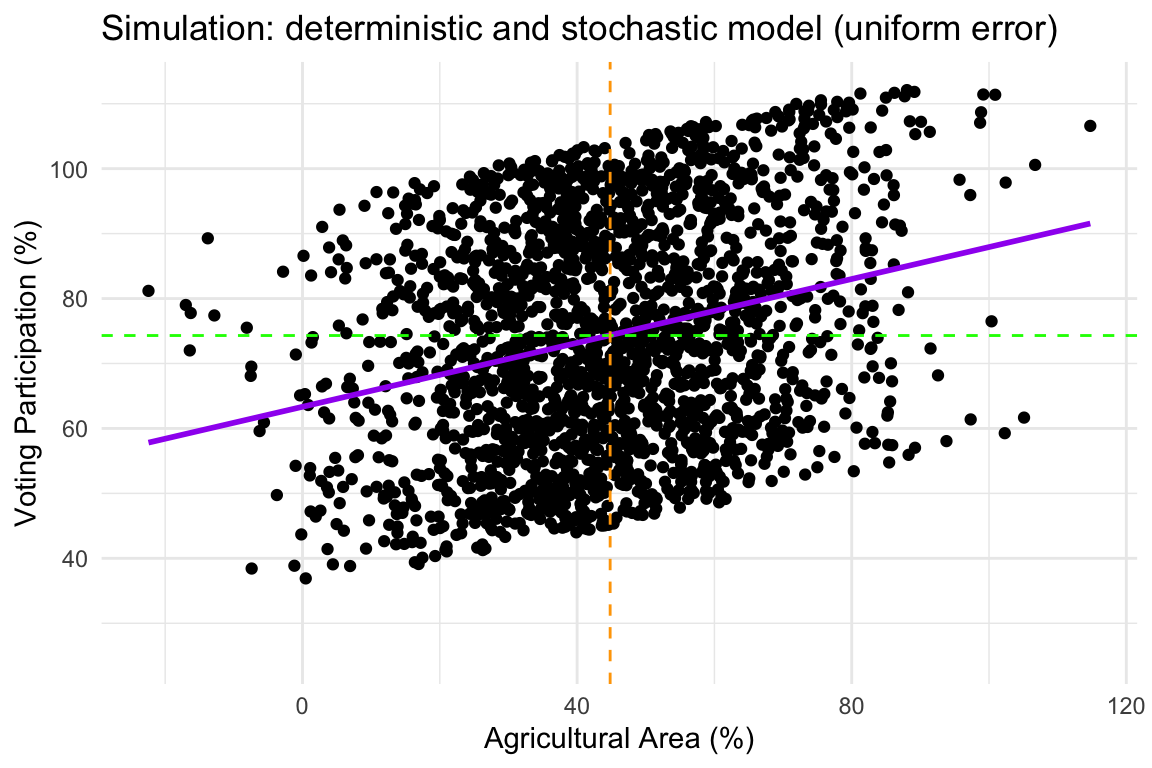 Simulation: deterministic and stochastic model (uniform error)
100
80
60
40
Voting Participation (%)
0 40 80 120
Agricultural Area (%)